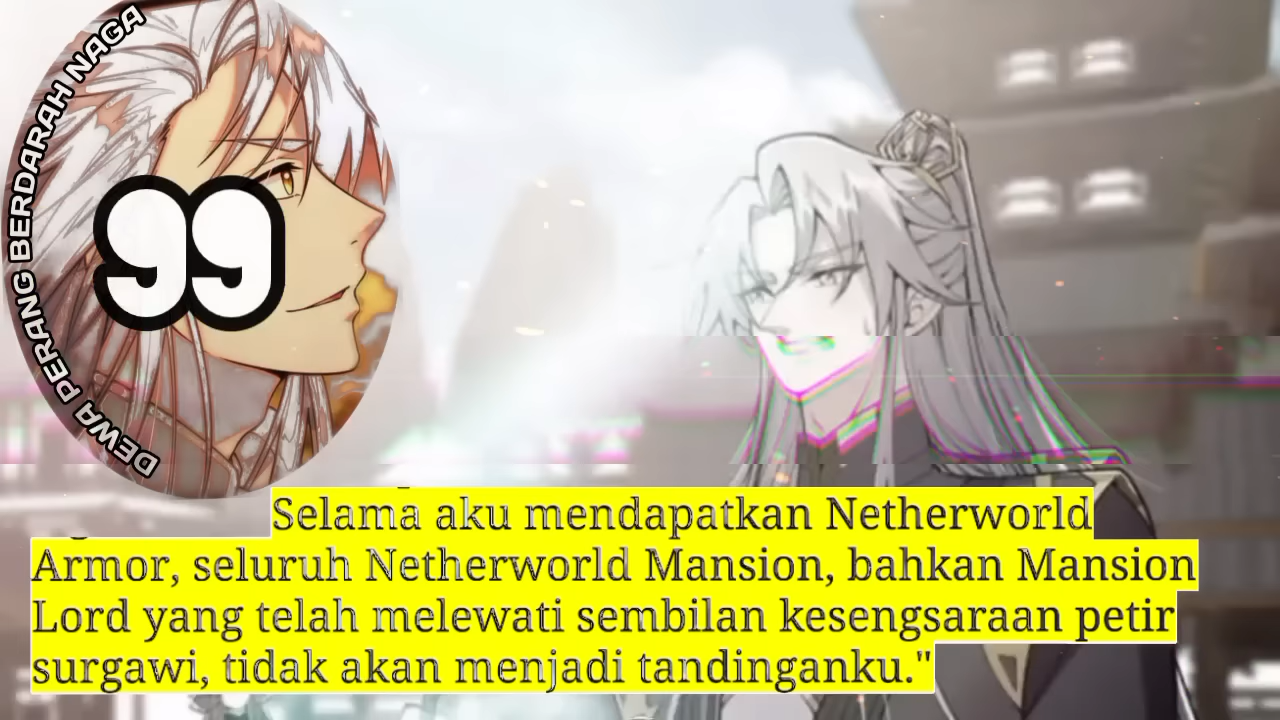 DEWA PERANG BERDARAH NAGA
99
Selama aku mendapatkan Netherworld
Armor, seluruh Netherworld Mansion, bahkan Mansion
Lord yang telah melewati sembilan kesengsaraan petir
surgawi, tidak akan menjadi tandinganku."